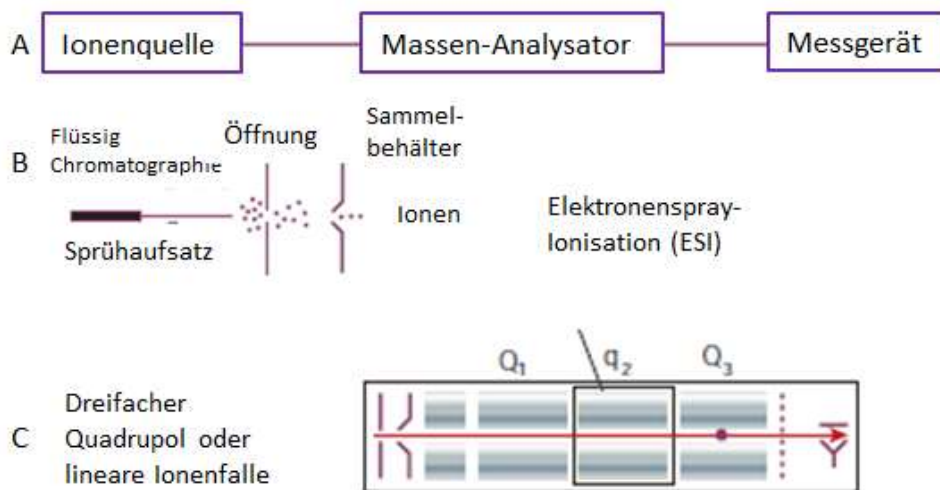 A Ionenquelle Massen-Analysator Messgerät
B
Flüssig
Chromatographie
Öffnung
Sammel-
behälter
Sprühaufsatz
Ionen
Elektronenspray-
Ionisation (ESI)
C
Dreifacher
Quadrupol oder
lineare Ionenfalle
Q1 q2 Q3